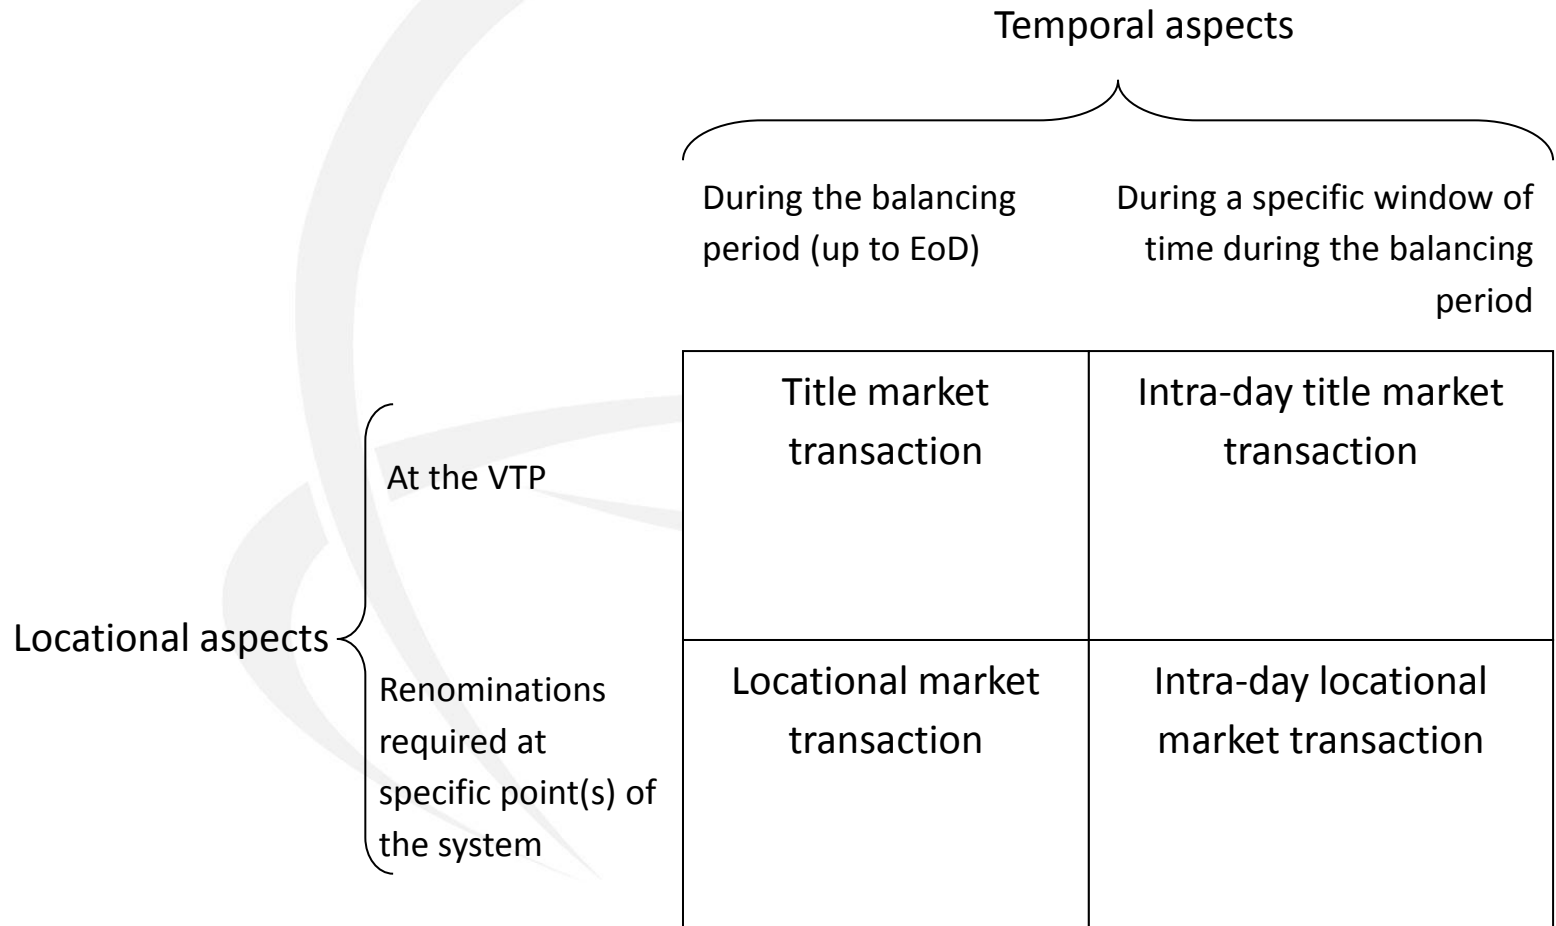 Temporal aspects
During the balancing
period (up to EoD)
During a specific window of
time during the balancing
period
Title market
transaction
Intra-day title market
transaction
At the VTP
Locational aspects
Renominations
required at
specific point(s) of
the system
Locational market
transaction
Intra-day locational
market transaction